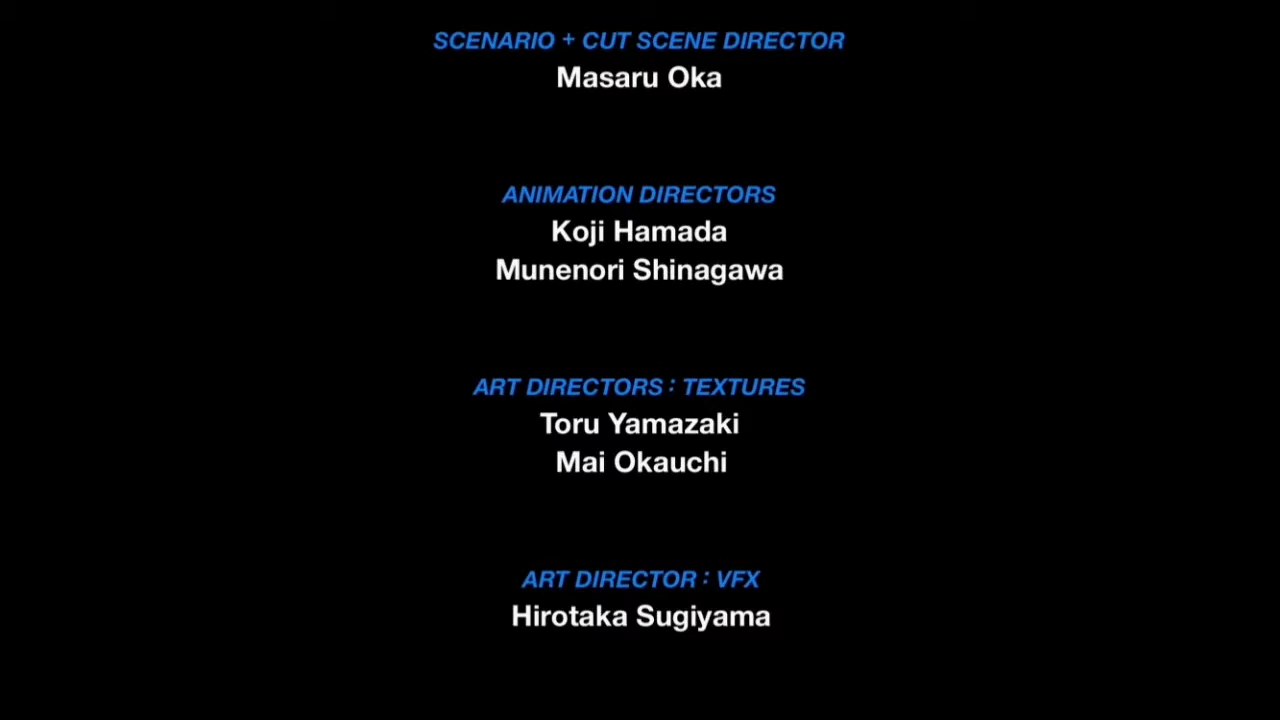 SCENARIO + CUT SCENE DIRECTOR
Masaru Oka
ANIMATION DIRECTORS
Koji Hamada
Munenori Shinagawa
ART DIRECTORS : TEXTURES
Toru Yamazaki
Mai Okauchi
ART DIRECTOR : VFX
Hirotaka Sugiyama